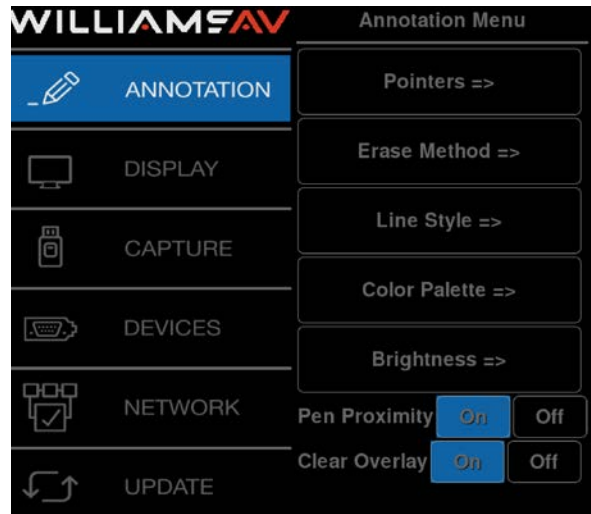 WILLIAMSAV
ANNOTATION
DISPLAY
CAPTURE
DEVICES
NETWORK
UPDATE
Annotation Menu
Pointers =>
Erase Method =>
Line Style =>
Color Palette =>
Brightness =>
Pen Proximity On Off
Clear Overlay On Off